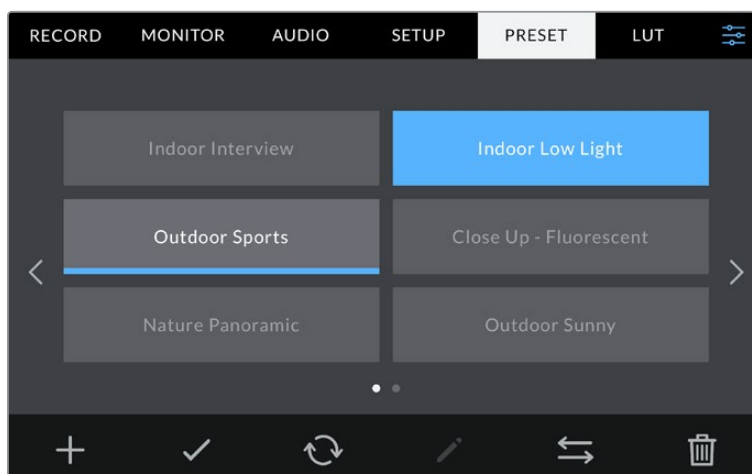 RECORD MONITOR AUDIO SETUP PRESET LUT
Indoor Interview Indoor Low Light
Outdoor Sports Close Up - Fluorescent
Nature Panoramic Outdoor Sunny